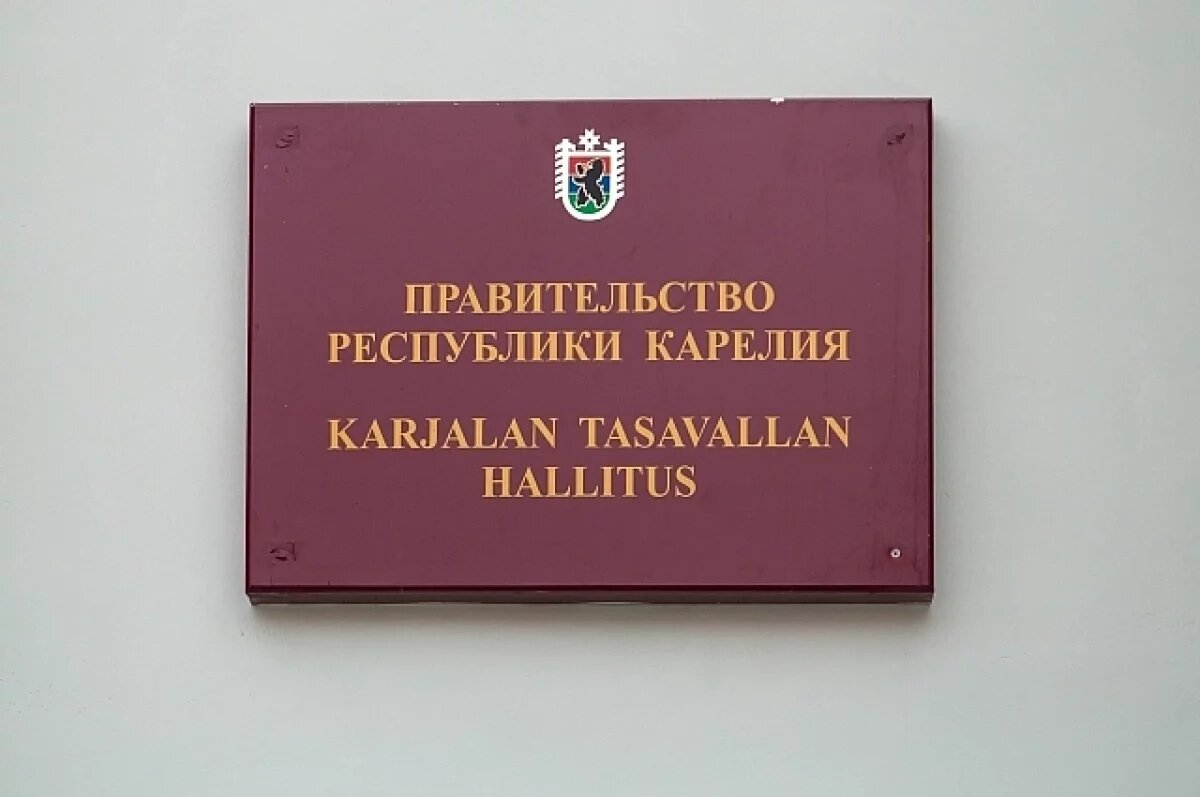 ПРАВИТЕЛЬСТВО
РЕСПУБЛИКИ КАРЕЛИЯ
KARJALAN TASAVALLAN
HALLITUS